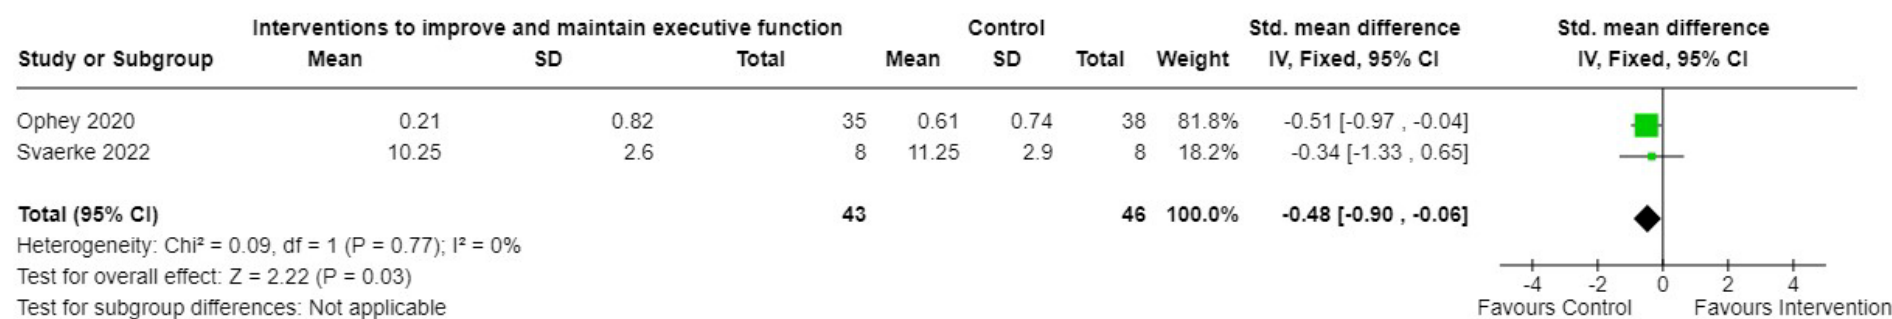 Interventions to improve and maintain executive function Control Std. mean difference Std. mean difference
Study or Subgroup Mean SD Total Mean SD Total Weight IV, Fixed, 95% CI IV, Fixed, 95% CI
Ophey 2020 0.21 0.82 35 0.61 0.74 38 81.8% -0.51 [-0.97 , -0.04]
Svaerke 2022 10.25 2.6 8 11.25 2.9 8 18.2% -0.34 [-1.33 , 0.65]
Total (95% CI) 43 46 100.0% -0.48 [-0.90 , -0.06]
Heterogeneity: Chi² = 0.09, df = 1 (P = 0.77); I² = 0%
Test for overall effect: Z = 2.22 (P = 0.03)
-4 -2 0 2 4
Test for subgroup differences: Not applicable Favours Control Favours Intervention